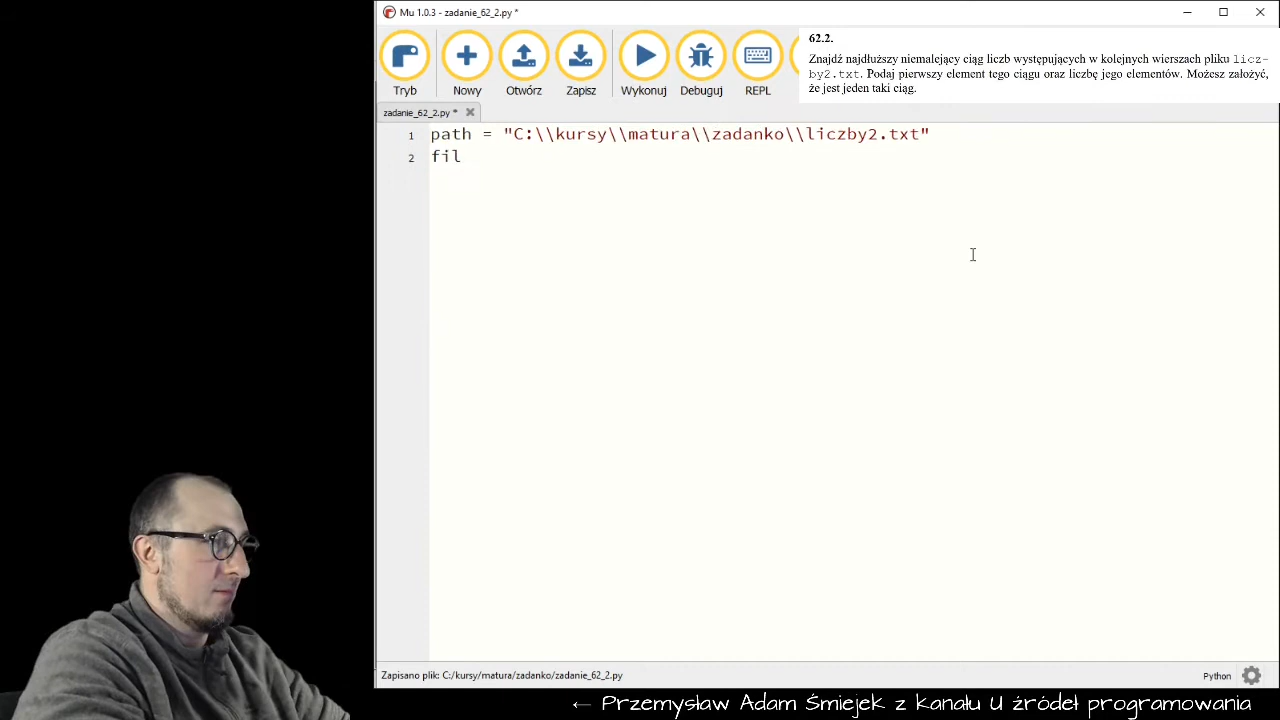 Mu 1.0.3 - zadanie_62_2.py *
Tryb
Nowy
Otwórz
Zapisz
Wykonuj
Debuguj
REPL
62.2.
Znajdź najdłuższy niemalejący ciąg liczb występujących w kolejnych wierszach pliku licz-
by2.txt. Podaj pierwszy element tego ciągu oraz liczbę jego elementów. Możesz założyć,
że jest jeden taki ciąg.
zadanie_62_2.py *
1 path = "C:\\kursy\\matura\\zadanko\\liczby2.txt"
2 fil
Zapisano plik: C:/kursy/matura/zadanko/zadanie_62_2.py
Python
← Przemysław Adam Śmiejek z kanału U źródeł programowania